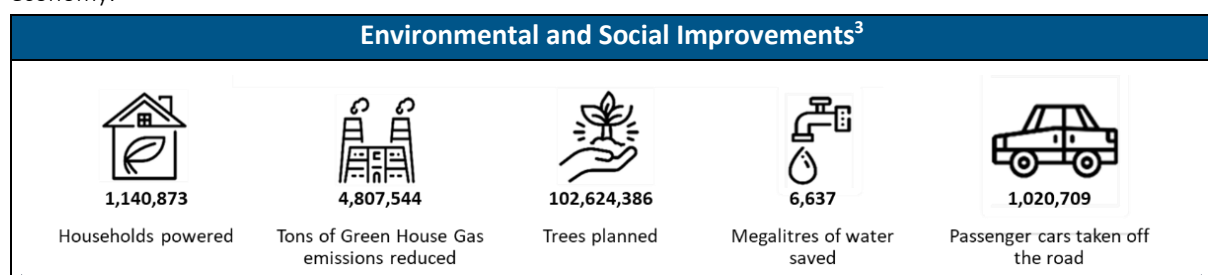 economy.
Environmental and Social Improvements³
1,140,873
Households powered
4,807,544
Tons of Green House Gas
emissions reduced
102,624,386
Trees planned
6,637
Megalitres of water
saved
1,020,709
Passenger cars taken off
the road